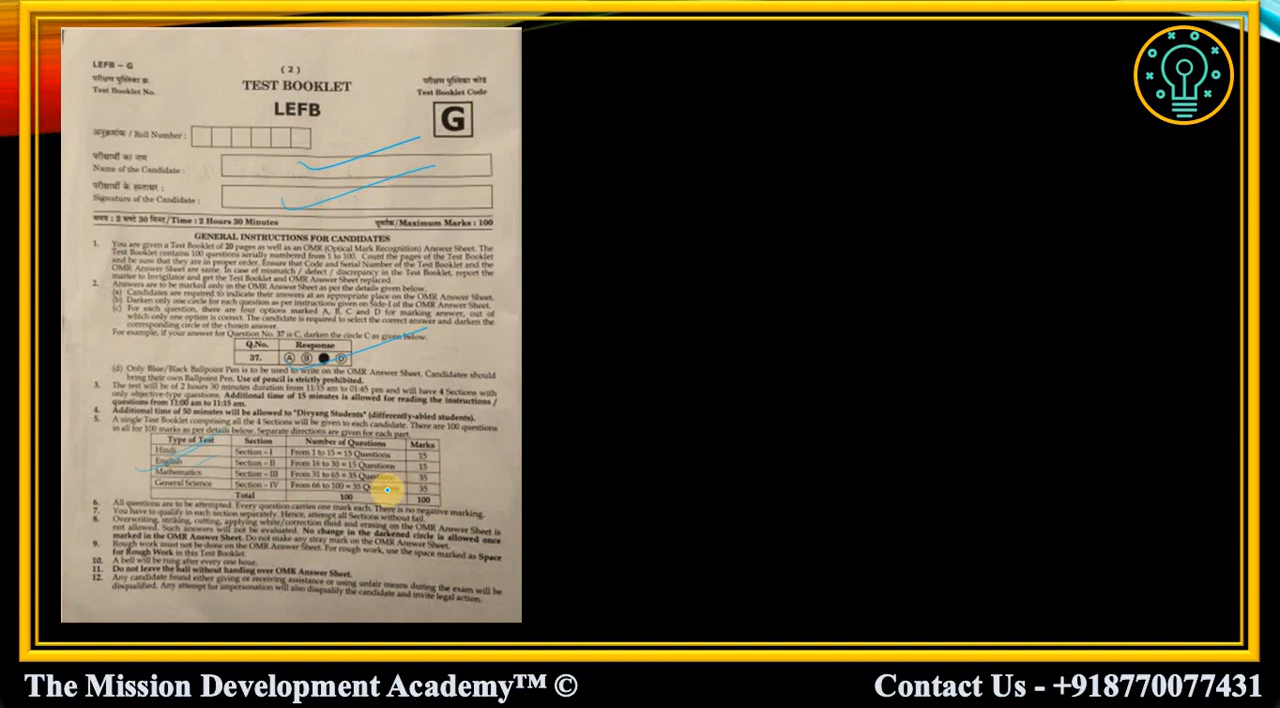 LEFB – G
( 2 )
परीक्षण पुस्तिका क्र.
Test Booklet No.
TEST BOOKLET
LEFB
परीक्षण पुस्तिका कोड
Test Booklet Code
G
अनुक्रमांक / Roll Number :
परीक्षार्थी का नाम
Name of the Candidate :
परीक्षार्थी के हस्ताक्षर :
Signature of the Candidate :
समय : 2 घण्टे 30 मिनट / Time : 2 Hours 30 Minutes
पूर्णांक / Maximum Marks : 100
GENERAL INSTRUCTIONS FOR CANDIDATES
1. You are given a Test Booklet of 20 pages as well as an OMR (Optical Mark Recognition) Answer Sheet. The
Test Booklet contains 100 questions serially numbered from 1 to 100. Count the pages of the Test Booklet
and be sure that they are in proper order. Ensure that Code and Serial Number of the Test Booklet and the
OMR Answer Sheet are same. In case of mismatch / defect / discrepancy in the Test Booklet, report the
matter to Invigilator and get the Test Booklet and OMR Answer Sheet replaced.
2. Answers are to be marked only in the OMR Answer Sheet as per the details given below.
(a) Candidates are required to indicate their answers at an appropriate place on the OMR Answer Sheet.
(b) Darken only one circle for each question as per instructions given on Side-I of the OMR Answer Sheet.
(c) For each question, there are four options marked A, B, C and D for marking answer, out of
which only one option is correct. The candidate is required to select the correct answer and darken the
corresponding circle of the chosen answer.
For example, if your answer for Question No. 37 is C, darken the circle C as given below.
Q.No. Response
37. A B D
(d) Only Blue/Black Ballpoint Pen is to be used to write on the OMR Answer Sheet. Candidates should
bring their own Ballpoint Pen. Use of pencil is strictly prohibited.
3. The test will be of 2 hours 30 minutes duration from 11:15 am to 01:45 pm and will have 4 Sections with
only objective-type questions. Additional time of 15 minutes is allowed for reading the instructions /
questions from 11:00 am to 11:15 am.
4. Additional time of 50 minutes will be allowed to "Divyang Students" (differently-abled students).
5. A single Test Booklet comprising all the 4 Sections will be given to each candidate. There are 100 questions
in all for 100 marks as per details below. Separate directions are given for each part.
Type of Test Section Number of Questions Marks
Hindi Section – I From 1 to 15 = 15 Questions 15
English Section – II From 16 to 30 = 15 Questions 15
Mathematics Section – III From 31 to 65 = 35 Questions 35
General Science Section – IV From 66 to 100 = 35 Questions 35
Total 100 100
6. All questions are to be attempted. Every question carries one mark each. There is no negative marking.
7. You have to qualify in each section separately. Hence, attempt all Sections without fail.
8. Overwriting, striking, cutting, applying white/correction fluid and erasing on the OMR Answer Sheet is
not allowed. Such answers will not be evaluated. No change in the darkened circle is allowed once
marked in the OMR Answer Sheet. Do not make any stray mark on the OMR Answer Sheet.
9. Rough work must not be done on the OMR Answer Sheet. For rough work, use the space marked as Space
for Rough Work in this Test Booklet.
10. A bell will be rung after every one hour.
11. Do not leave the hall without handing over OMR Answer Sheet.
12. Any candidate found either giving or receiving assistance or using unfair means during the exam will be
disqualified. Any attempt for impersonation will also disqualify the candidate and invite legal action.
The Mission Development Academy™ ©
Contact Us - +918770077431